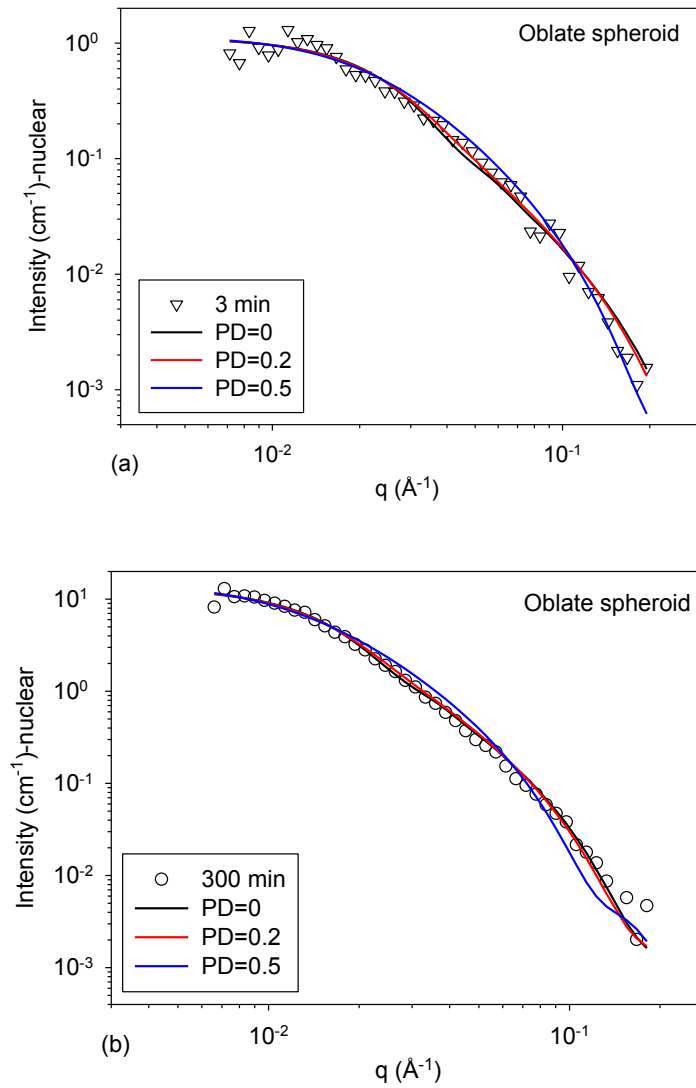 Oblate spheroid
10⁰
10⁻¹
10⁻²
10⁻³
Intensity (cm⁻¹)-nuclear
3 min
PD=0
PD=0.2
PD=0.5
10⁻² 10⁻¹
(a)
q (Å⁻¹)
Oblate spheroid
10¹
10⁰
10⁻¹
10⁻²
10⁻³
Intensity (cm⁻¹)-nuclear
300 min
PD=0
PD=0.2
PD=0.5
10⁻² 10⁻¹
(b)
q (Å⁻¹)